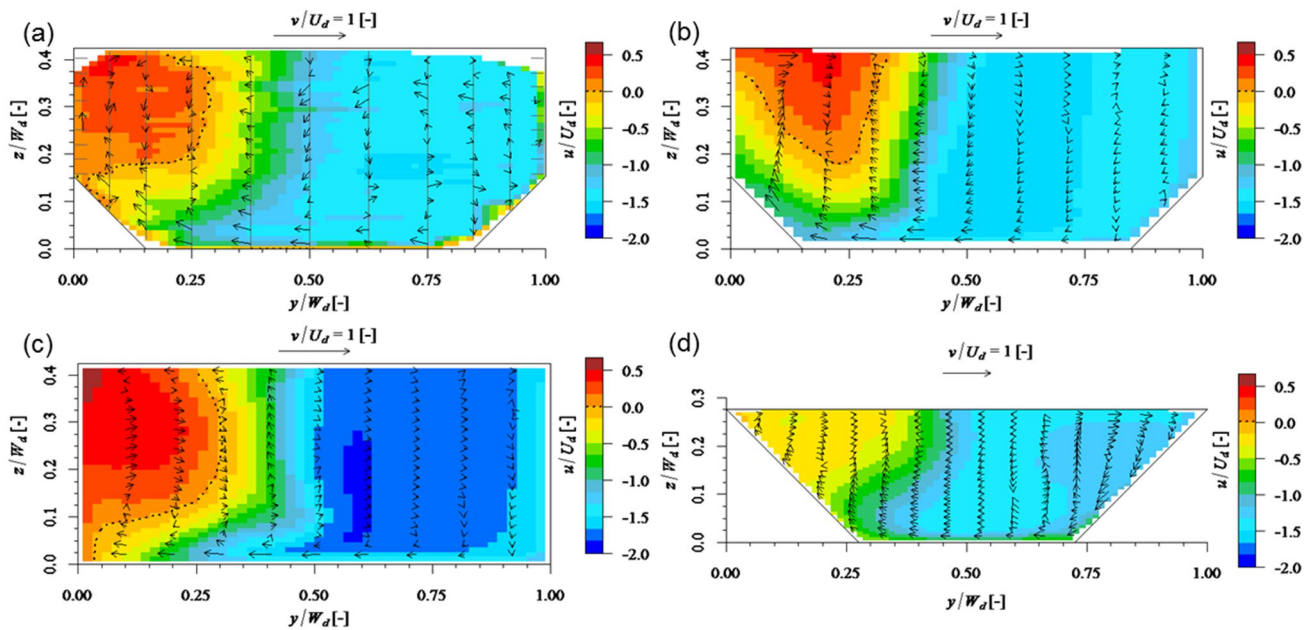 (a)
v/U_d = 1 [-]
0.0 0.1 0.2 0.3 0.4
z/W_d [-]
0.00 0.25 0.50 0.75 1.00
y/W_d [-]
0.5
0.0
-0.5
-1.0
-1.5
-2.0
u/U_d [-]
(b)
v/U_d = 1 [-]
0.0 0.1 0.2 0.3 0.4
z/W_d [-]
0.00 0.25 0.50 0.75 1.00
y/W_d [-]
0.5
0.0
-0.5
-1.0
-1.5
-2.0
u/U_d [-]
(c)
v/U_d = 1 [-]
0.0 0.1 0.2 0.3 0.4
z/W_d [-]
0.00 0.25 0.50 0.75 1.00
y/W_d [-]
0.5
0.0
-0.5
-1.0
-1.5
-2.0
u/U_d [-]
(d)
v/U_d = 1 [-]
0.0 0.1 0.2 0.3
z/W_d [-]
0.00 0.25 0.50 0.75 1.00
y/W_d [-]
0.5
0.0
-0.5
-1.0
-1.5
-2.0
u/U_d [-]